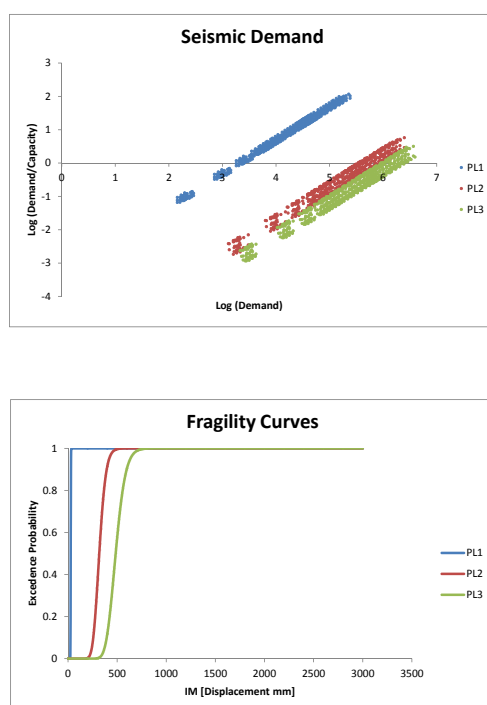 Seismic Demand
3
2
1
0
-1
-2
-3
-4
0 1 2 3 4 5 6 7
Log (Demand/Capacity)
Log (Demand)
PL1
PL2
PL3
Fragility Curves
1
0.8
0.6
0.4
0.2
0
0 500 1000 1500 2000 2500 3000 3500
Excedence Probability
IM [Displacement mm]
PL1
PL2
PL3